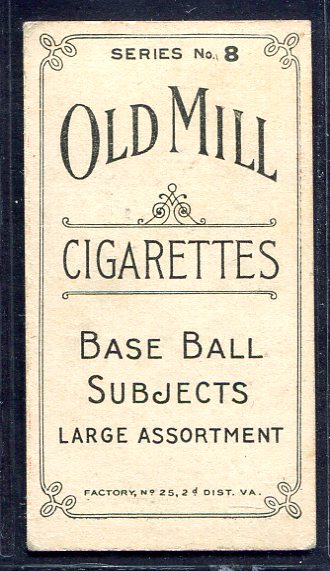 SERIES No. 8
OLD MILL
CIGARETTES
BASE BALL
SUBJECTS
LARGE ASSORTMENT
FACTORY, No 25, 2d DIST. VA.